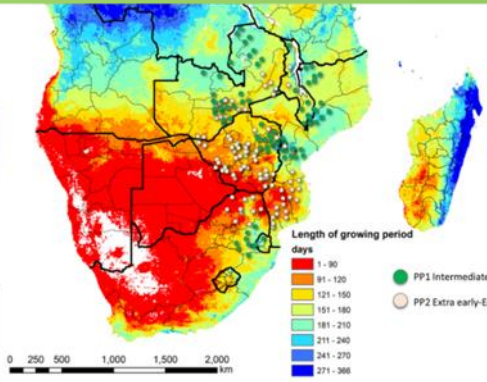 Length of growing period
days
1 - 90
91 - 120
121 - 150
151 - 180
181 - 210
211 - 240
241 - 270
271 - 366
PP1 Intermediate
PP2 Extra early-E
0 250 500 1,000 1,500 2,000
km